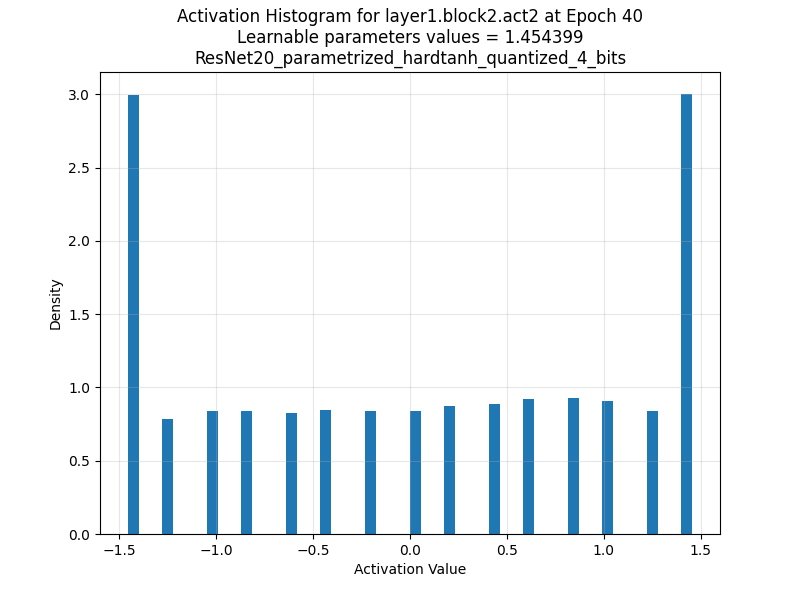 Activation Histogram for layer1.block2.act2 at Epoch 40
Learnable parameters values = 1.454399
ResNet20_parametrized_hardtanh_quantized_4_bits
3.0
2.5
2.0
1.5
1.0
0.5
0.0
Density
−1.5 −1.0 −0.5 0.0 0.5 1.0 1.5
Activation Value